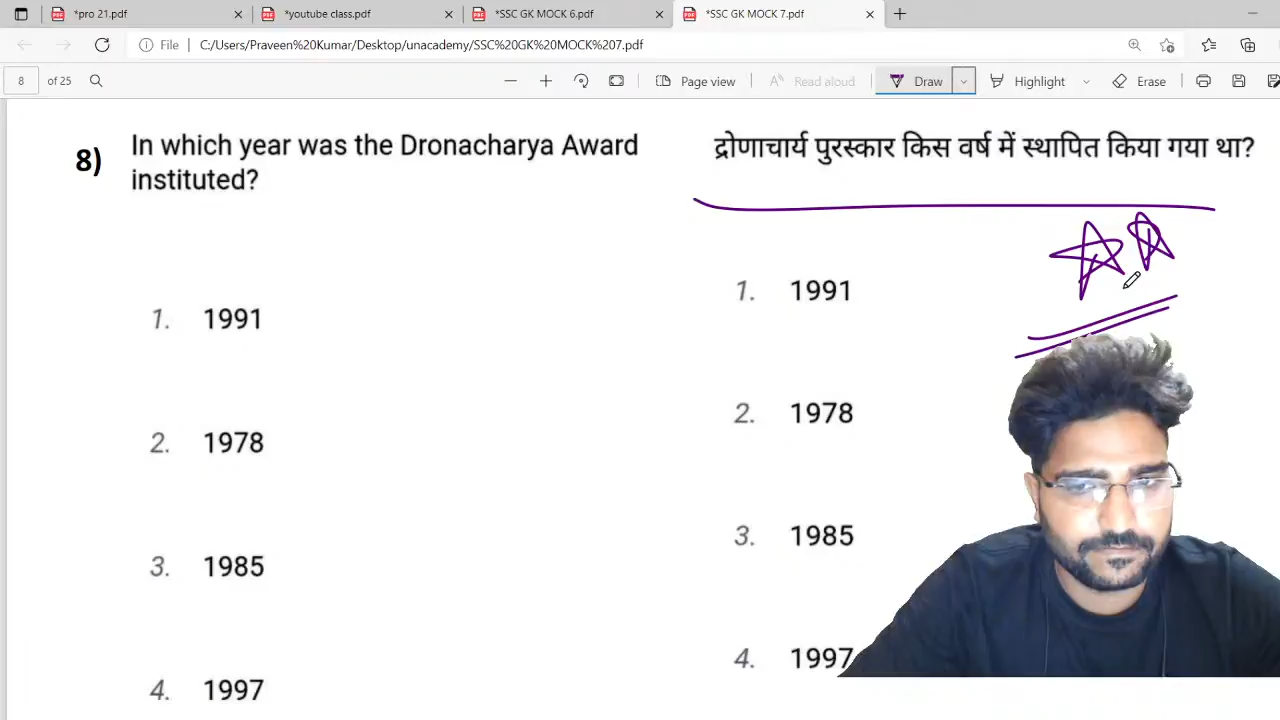 *pro 21.pdf
*youtube class.pdf
*SSC GK MOCK 6.pdf
*SSC GK MOCK 7.pdf
File
C:/Users/Praveen%20Kumar/Desktop/unacademy/SSC%20GK%20MOCK%207.pdf
8 of 25
Page view
Read aloud
Draw
Highlight
Erase
8) In which year was the Dronacharya Award
instituted?
1. 1991
2. 1978
3. 1985
4. 1997
द्रोणाचार्य पुरस्कार किस वर्ष में स्थापित किया गया था?
1. 1991
2. 1978
3. 1985
4. 1997